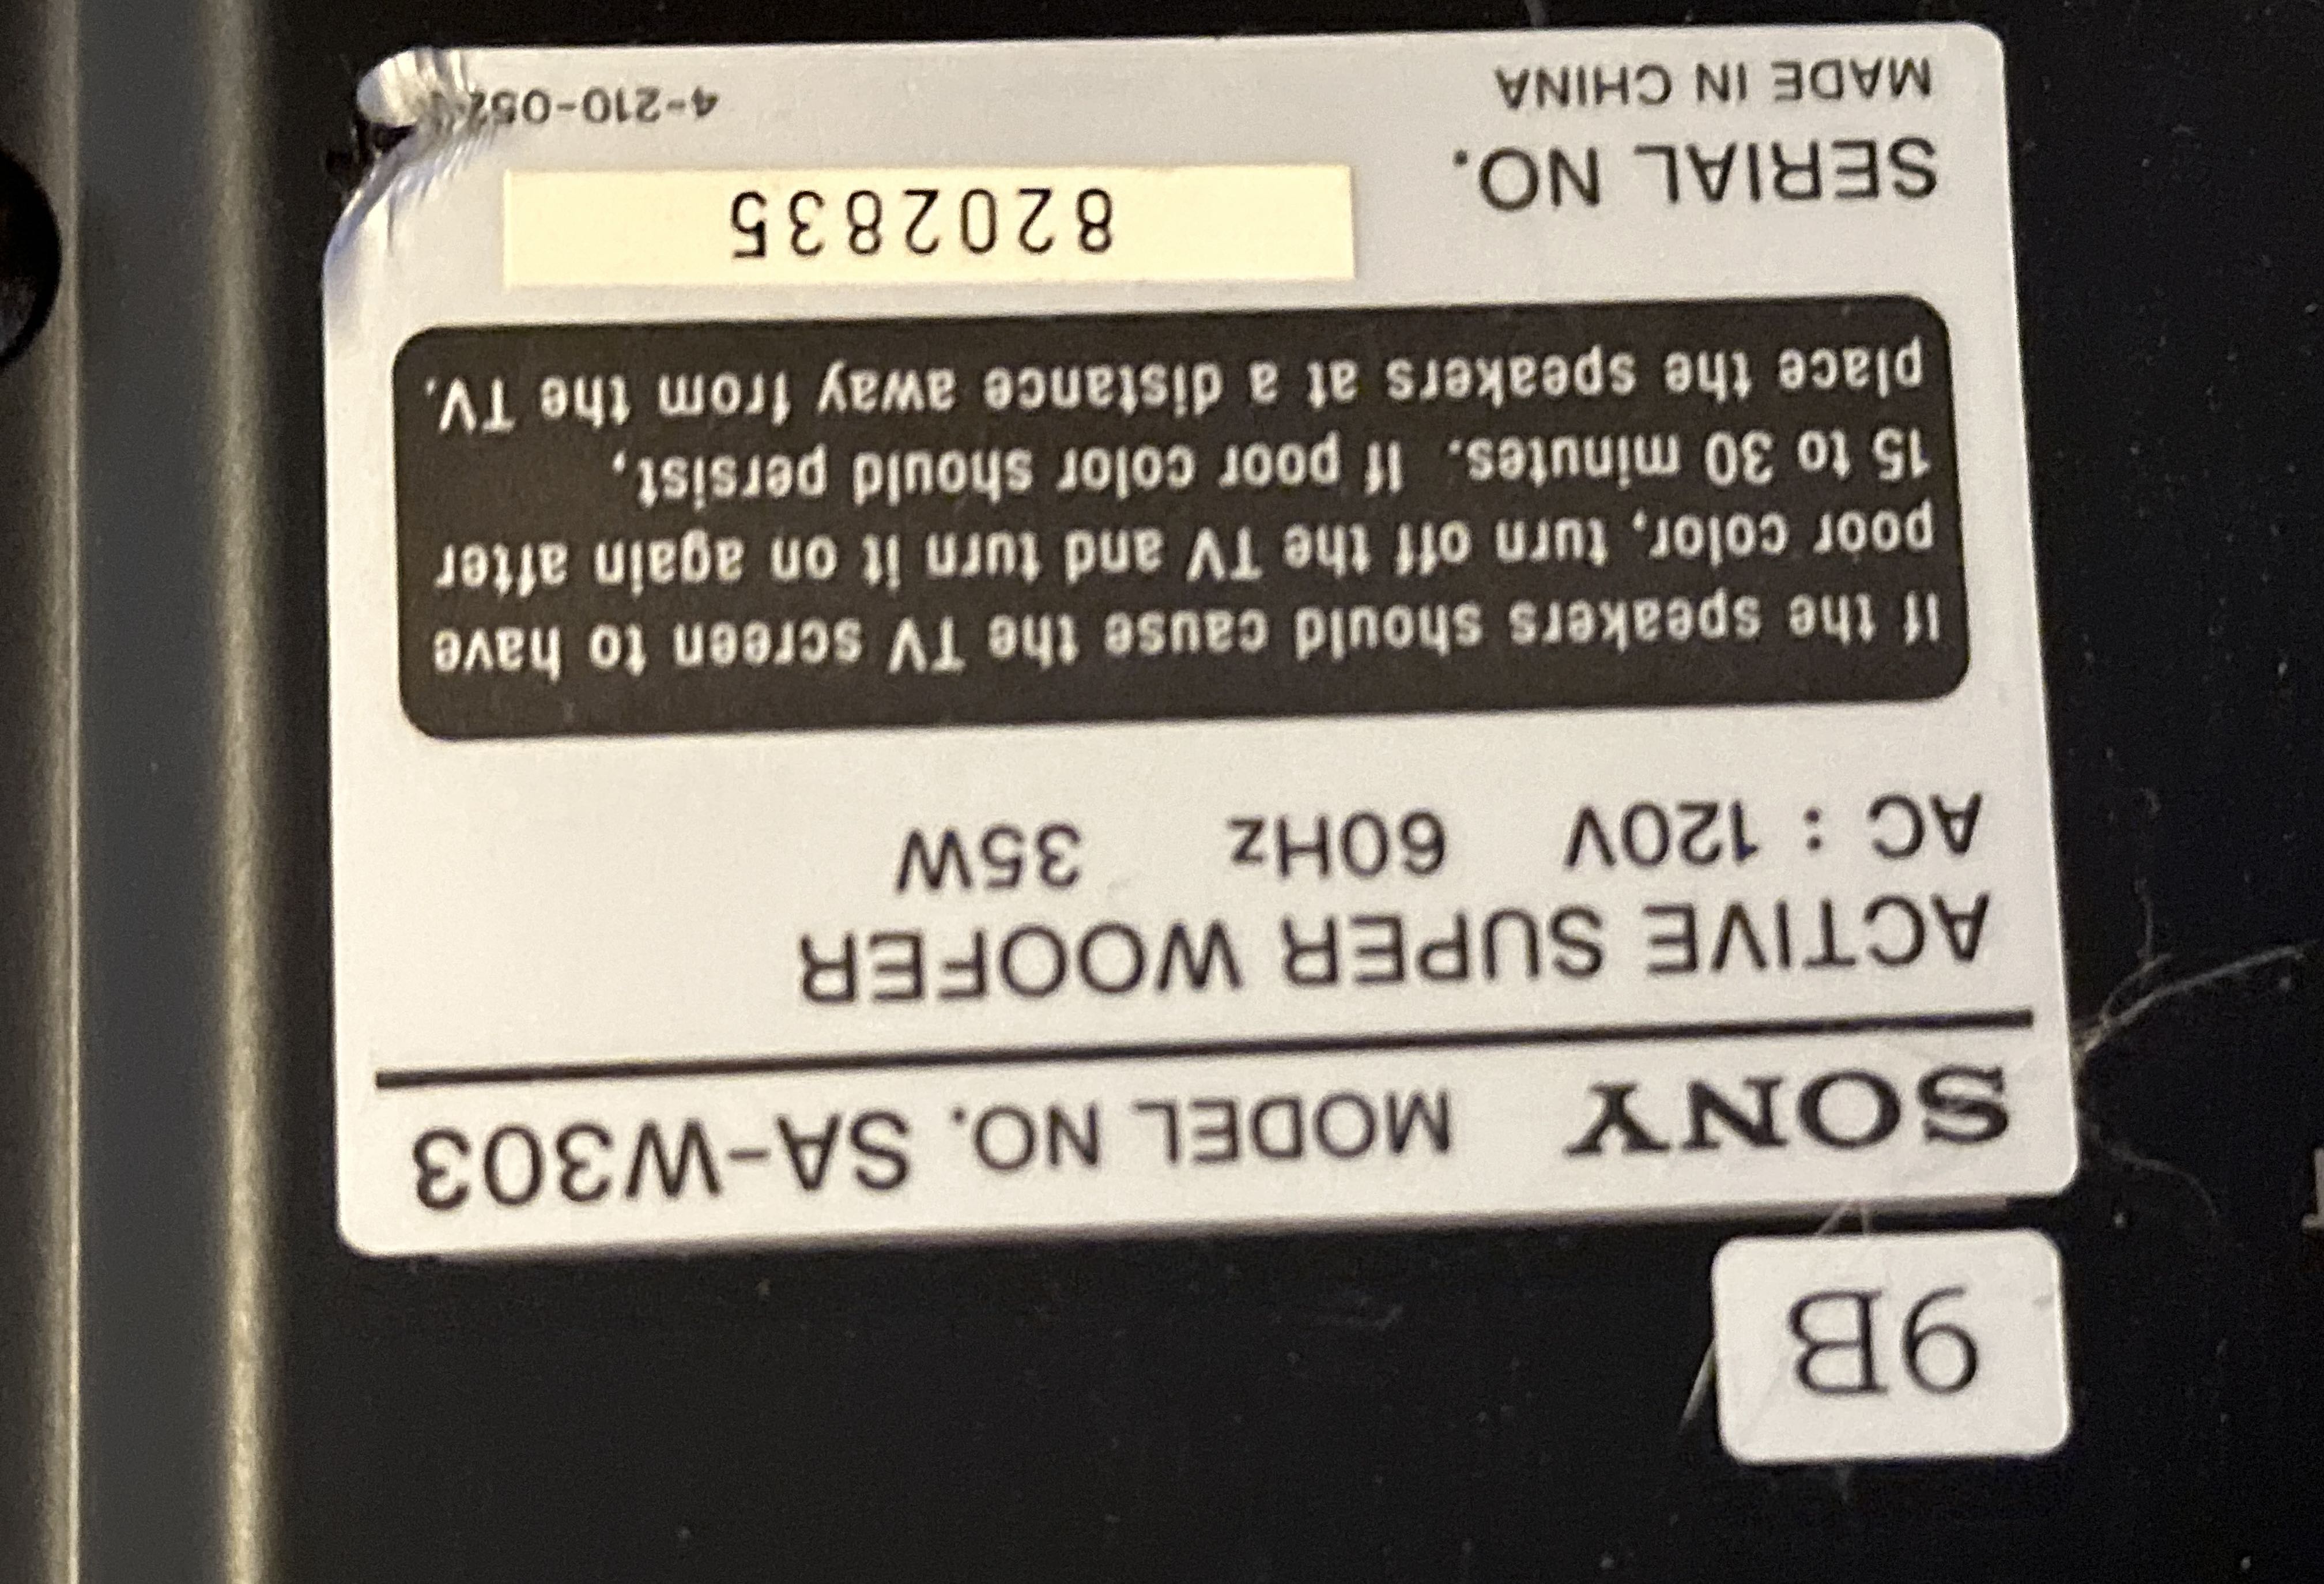 9B
SONY MODEL NO. SA-W303
ACTIVE SUPER WOOFER
AC : 120V 60Hz 35W
If the speakers should cause the TV screen to have
poor color, turn off the TV and turn it on again after
15 to 30 minutes. If poor color should persist,
place the speakers at a distance away from the TV.
SERIAL NO. 8202835
MADE IN CHINA